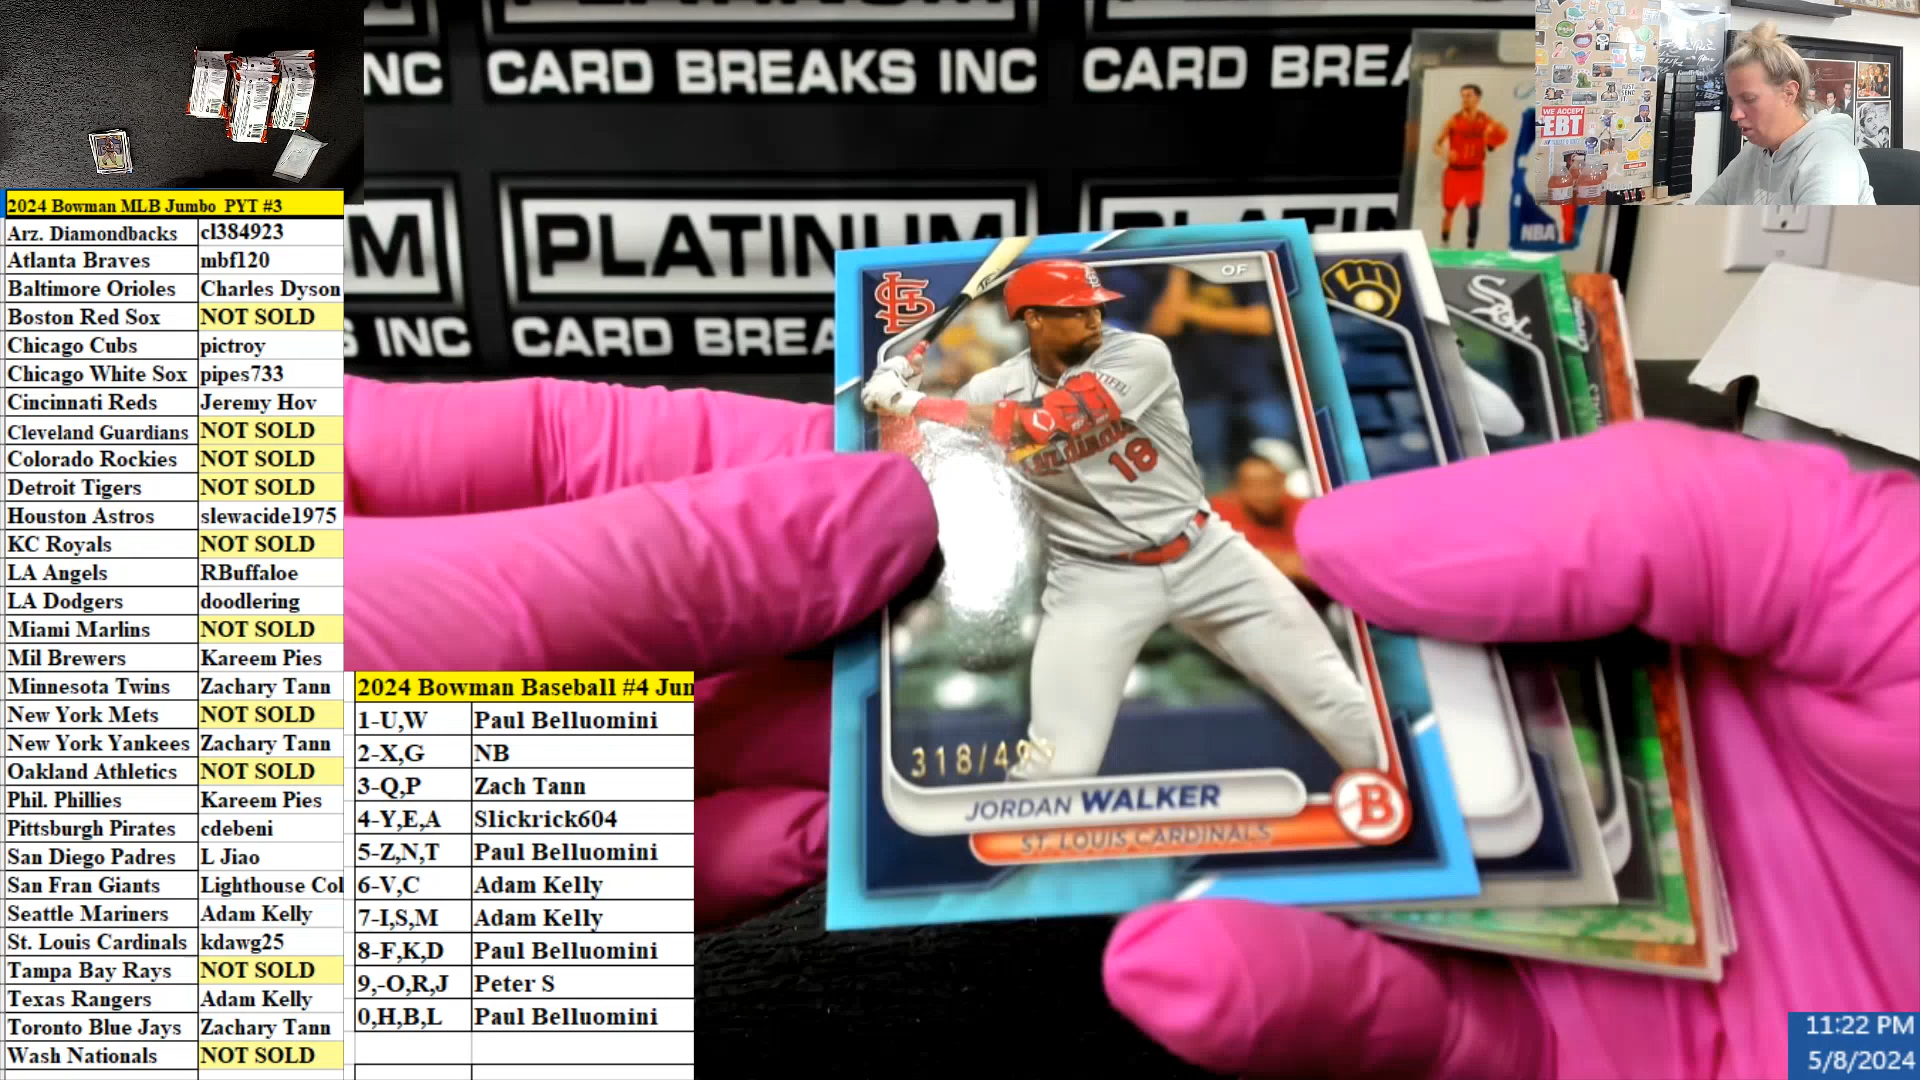 NC CARD BREAKS INC CARD BREA
M PLATINUM PLATIN
S INC CARD BREA
NBA
WE ACCEPT
EBT
2024 Bowman MLB Jumbo PYT #3
Arz. Diamondbacks cl384923
Atlanta Braves mbf120
Baltimore Orioles Charles Dyson
Boston Red Sox NOT SOLD
Chicago Cubs pictroy
Chicago White Sox pipes733
Cincinnati Reds Jeremy Hov
Cleveland Guardians NOT SOLD
Colorado Rockies NOT SOLD
Detroit Tigers NOT SOLD
Houston Astros slewacide1975
KC Royals NOT SOLD
LA Angels RBuffaloe
LA Dodgers doodlering
Miami Marlins NOT SOLD
Mil Brewers Kareem Pies
Minnesota Twins Zachary Tann
New York Mets NOT SOLD
New York Yankees Zachary Tann
Oakland Athletics NOT SOLD
Phil. Phillies Kareem Pies
Pittsburgh Pirates cdebeni
San Diego Padres L Jiao
San Fran Giants Lighthouse Col
Seattle Mariners Adam Kelly
St. Louis Cardinals kdawg25
Tampa Bay Rays NOT SOLD
Texas Rangers Adam Kelly
Toronto Blue Jays Zachary Tann
Wash Nationals NOT SOLD
2024 Bowman Baseball #4 Jun
1-U,W Paul Belluomini
2-X,G NB
3-Q,P Zach Tann
4-Y,E,A Slickrick604
5-Z,N,T Paul Belluomini
6-V,C Adam Kelly
7-I,S,M Adam Kelly
8-F,K,D Paul Belluomini
9,-O,R,J Peter S
0,H,B,L Paul Belluomini
StL
OF
Cardinals
18
318/499
JORDAN WALKER
B
ST. LOUIS CARDINALS
Sox
11:22 PM
5/8/2024